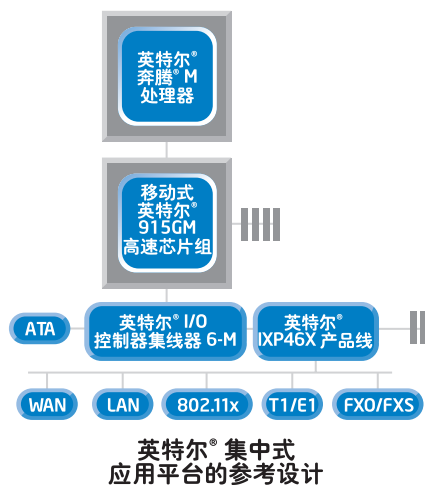 英特尔®
奔腾® M
处理器
移动式
英特尔®
915GM
高速芯片组
ATA
英特尔® I/O
控制器集线器 6-M
英特尔®
IXP46X 产品线
WAN
LAN
802.11x
T1/E1
FXO/FXS
英特尔® 集中式
应用平台的参考设计